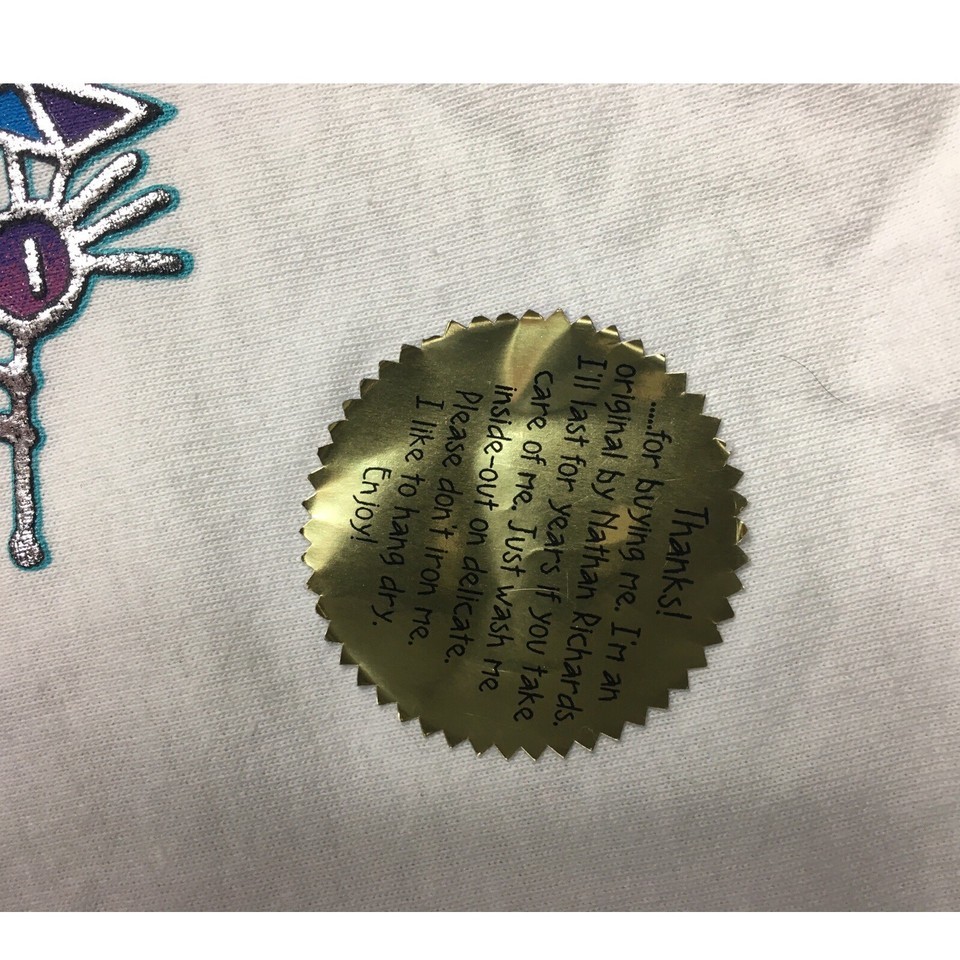 Thanks!
.....for buying me. I'm an
original by Nathan Richards.
I'll last for years if you take
care of me. Just wash me
inside-out on delicate.
Please don't iron me.
I like to hang dry.
Enjoy!